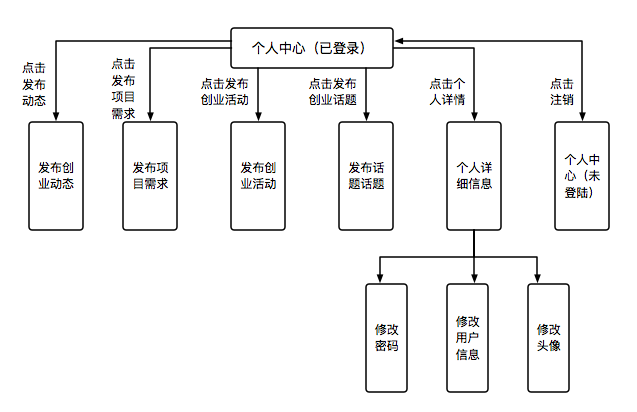 个人中心（已登录）
点击
发布
动态
点击
发布
项目
需求
点击发布
创业活动
点击发布
创业话题
点击个
人详情
点击
注销
发布创
业动态
发布项
目需求
发布创
业活动
发布话
题话题
个人详
细信息
个人中
心（未
登陆）
修改
密码
修改
用户
信息
修改
头像